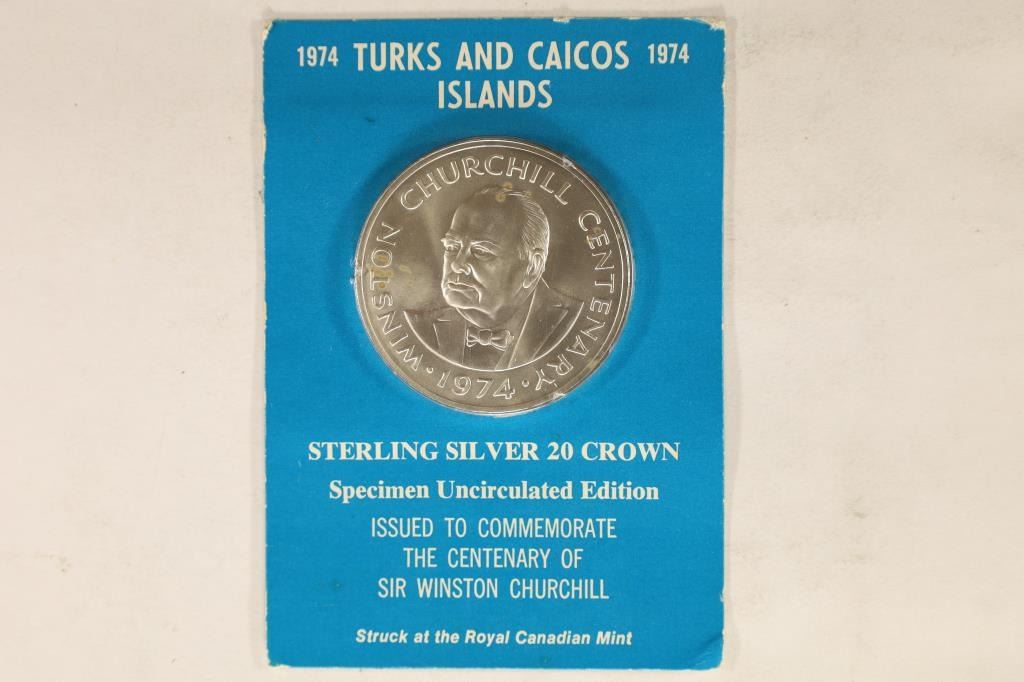 1974 TURKS AND CAICOS 1974
ISLANDS
WINSTON CHURCHILL CENTENARY
· 1974 ·
STERLING SILVER 20 CROWN
Specimen Uncirculated Edition
ISSUED TO COMMEMORATE
THE CENTENARY OF
SIR WINSTON CHURCHILL
Struck at the Royal Canadian Mint